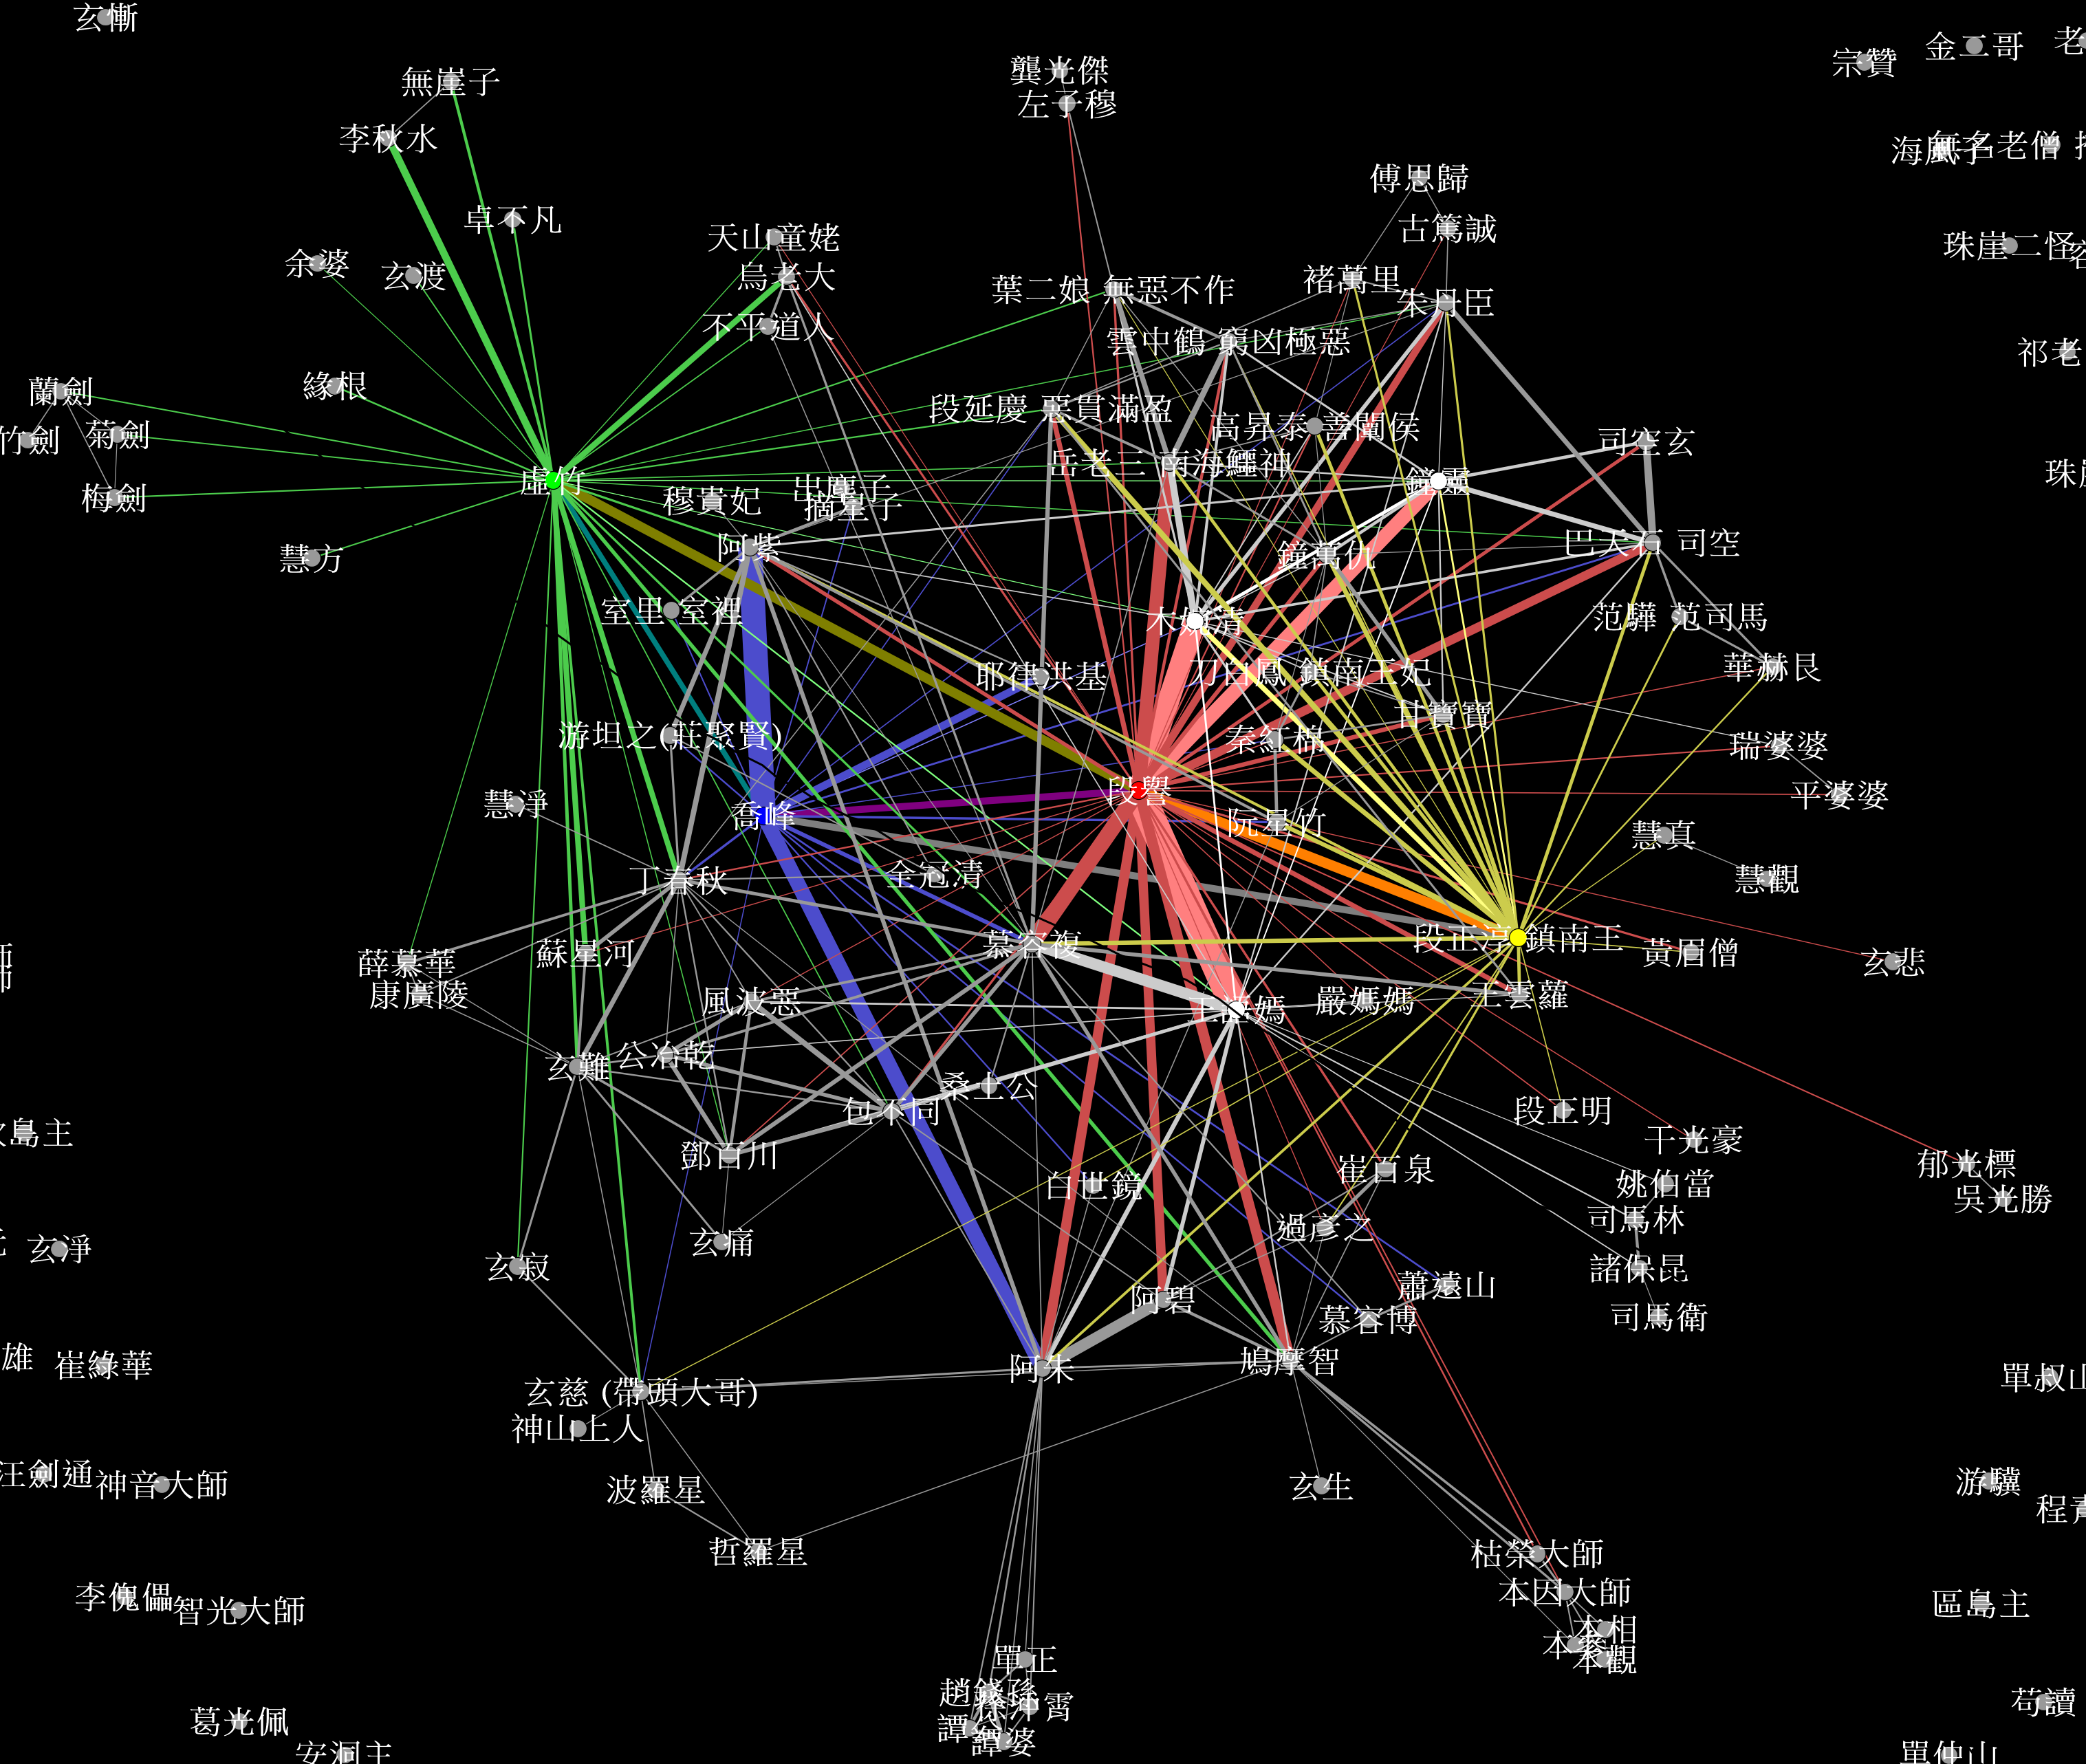 玄慚
無崖子
龔光傑
宗贊
金二哥
左子穆
李秋水
海風子
無名老僧
傅思歸
卓不凡
古篤誠
天山童姥
珠崖二怪
余婆
玄渡
烏老大
葉二娘 無惡不作
褚萬里
朱丹臣
不平道人
雲中鶴 窮凶極惡
緣根
蘭劍
竹劍
菊劍
段延慶 惡貫滿盈
高昇泰 善闡侯
司空玄
岳老三 南海鱷神
鐘靈
虛竹
梅劍
穆貴妃
出塵子
摘星子
慧方
阿紫
鐘萬仇
巴天石 司空
室里 室裡
木婉清
范驊 范司馬
耶律洪基
刀白鳳 鎮南王妃
華赫艮
游坦之(莊聚賢)
甘寶寶
秦紅棉
瑞婆婆
段譽
平婆婆
慧淨
喬峰
阮星竹
慧真
丁春秋
全冠清
慧觀
慕容複
段正淳 鎮南王
蘇星河
黃眉僧
薛慕華
玄悲
康廣陵
風波惡
王語嫣
嚴媽媽
王雲蘿
玄難
公冶乾
桑土公
包不同
段正明
干光豪
鄧百川
崔百泉
郁光標
白世鏡
姚伯當
吳光勝
司馬林
過彥之
玄淨
玄痛
玄寂
諸保昆
蕭遠山
阿碧
慕容博
司馬衛
崔綠華
阿朱
鳩摩智
玄慈 (帶頭大哥)
神山上人
汪劍通
神音大師
波羅星
玄生
游驥
哲羅星
枯榮大師
本因大師
李傀儡
智光大師
區島主
本相
本參
本觀
單正
趙錢孫
徐沖霄
譚公
譚婆
葛光佩
苟讀
安洞主
單仲山